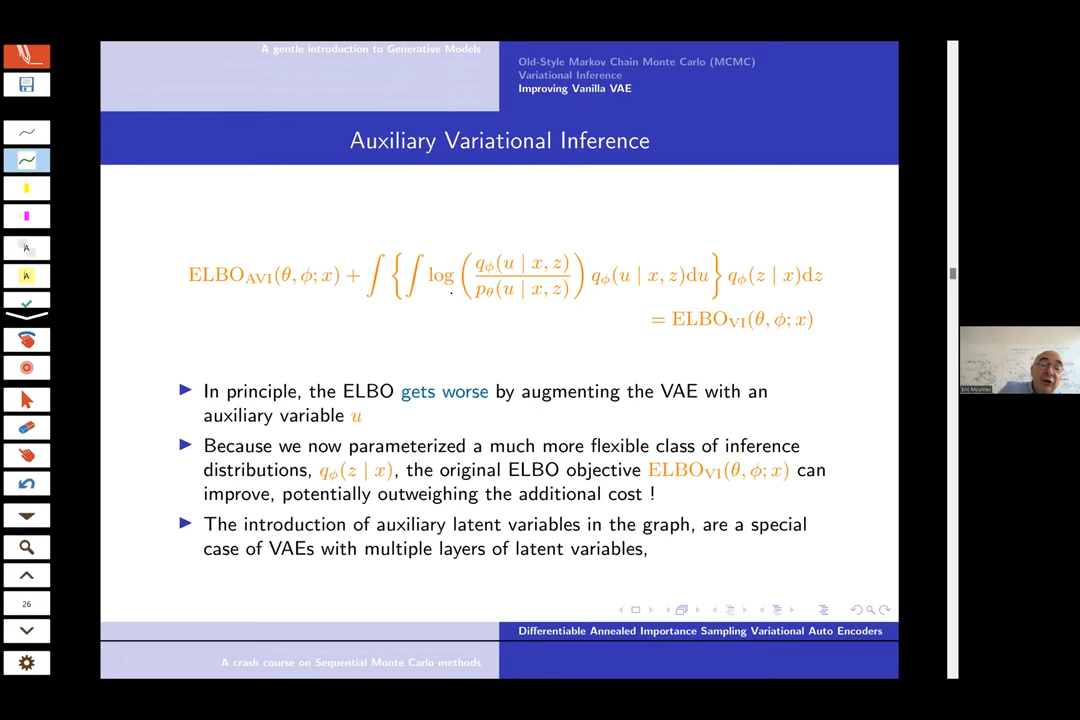 A gentle introduction to Generative Models
Old-Style Markov Chain Monte Carlo (MCMC)
Variational Inference
Improving Vanilla VAE
Auxiliary Variational Inference
ELBO_AVI(θ, ϕ; x) + ∫ { ∫ log ( q_ϕ(u | x, z) / p_θ(u | x, z) ) q_ϕ(u | x, z)du } q_ϕ(z | x)dz
= ELBO_VI(θ, ϕ; x)
▶ In principle, the ELBO gets worse by augmenting the VAE with an
auxiliary variable u
▶ Because we now parameterized a much more flexible class of inference
distributions, q_ϕ(z | x), the original ELBO objective ELBO_VI(θ, ϕ; x) can
improve, potentially outweighing the additional cost !
▶ The introduction of auxiliary latent variables in the graph, are a special
case of VAEs with multiple layers of latent variables,
Differentiable Annealed Importance Sampling Variational Auto Encoders
A crash course on Sequential Monte Carlo methods
A
A
26
Eric Moulines